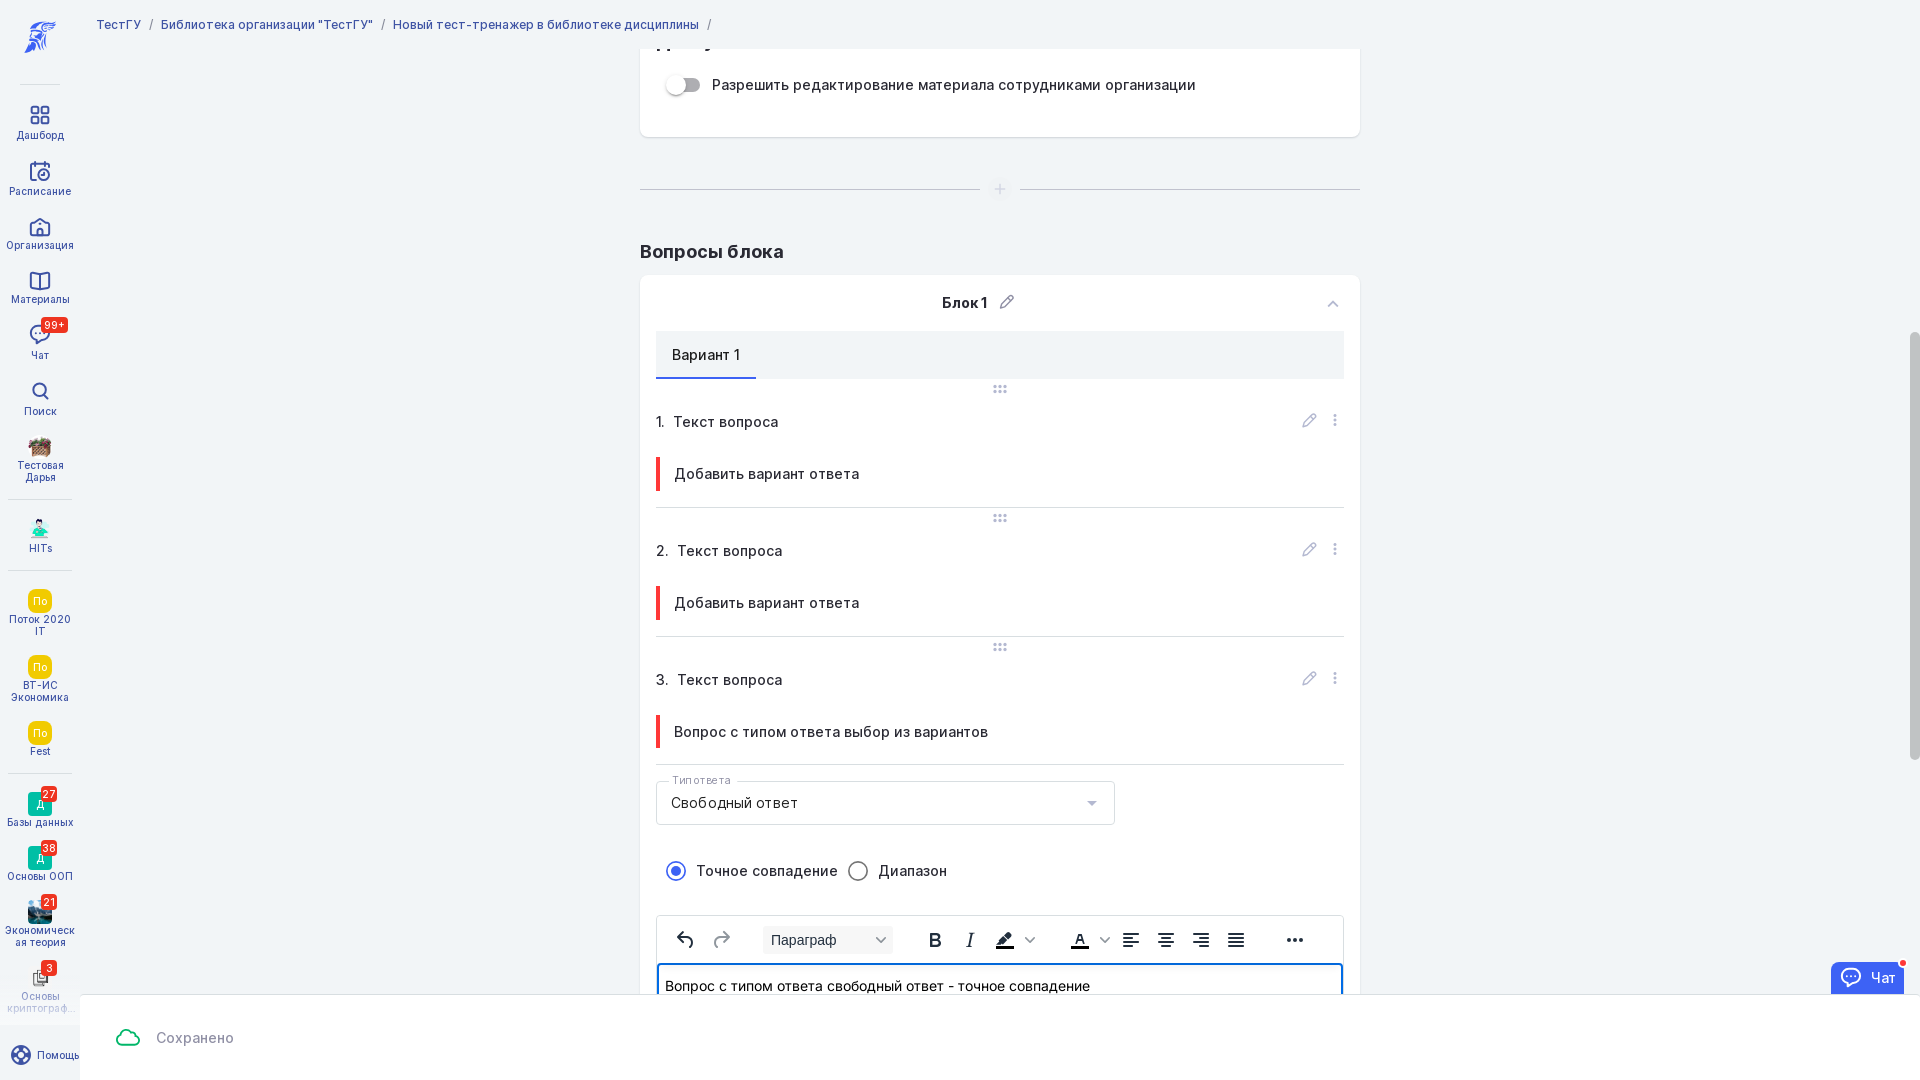 ТестГУ / Библиотека организации "ТестГУ" / Новый тест-тренажер в библиотеке дисциплины /
Разрешить редактирование материала сотрудниками организации
Дашборд
Расписание
Организация
Материалы
99+
Чат
Поиск
Тестовая
Дарья
HITs
По
Поток 2020
IT
По
ВТ-ИС
Экономика
По
Fest
27
Д
Базы данных
38
Д
Основы ООП
21
Экономическ
ая теория
3
Основы
криптограф...
Помощь
Вопросы блока
Блок 1
Вариант 1
1. Текст вопроса
Добавить вариант ответа
2. Текст вопроса
Добавить вариант ответа
3. Текст вопроса
Вопрос с типом ответа выбор из вариантов
Тип ответа
Свободный ответ
Точное совпадение Диапазон
Параграф B I A
Вопрос с типом ответа свободный ответ - точное совпадение
Чат
Сохранено